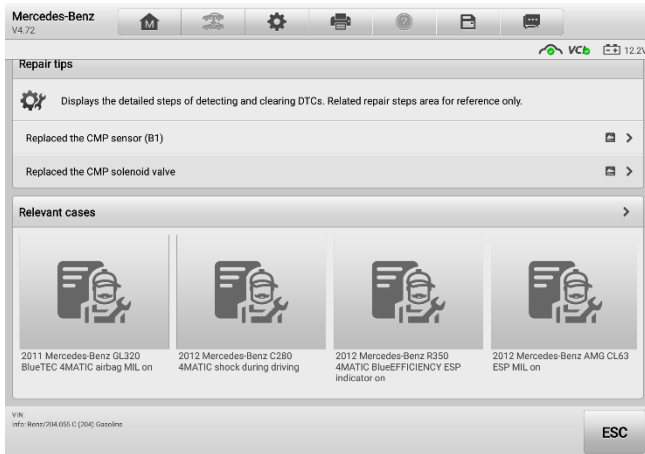 Mercedes-Benz
V4.72
M
VCI
12.2V
Repair tips
Displays the detailed steps of detecting and clearing DTCs. Related repair steps area for reference only.
Replaced the CMP sensor (B1)
Replaced the CMP solenoid valve
Relevant cases
2011 Mercedes-Benz GL320
BlueTEC 4MATIC airbag MIL on
2012 Mercedes-Benz C280
4MATIC shock during driving
2012 Mercedes-Benz R350
4MATIC BlueEFFICIENCY ESP
indicator on
2012 Mercedes-Benz AMG CL63
ESP MIL on
VIN:
Info: Benz/204.055 C (204) Gasoline
ESC